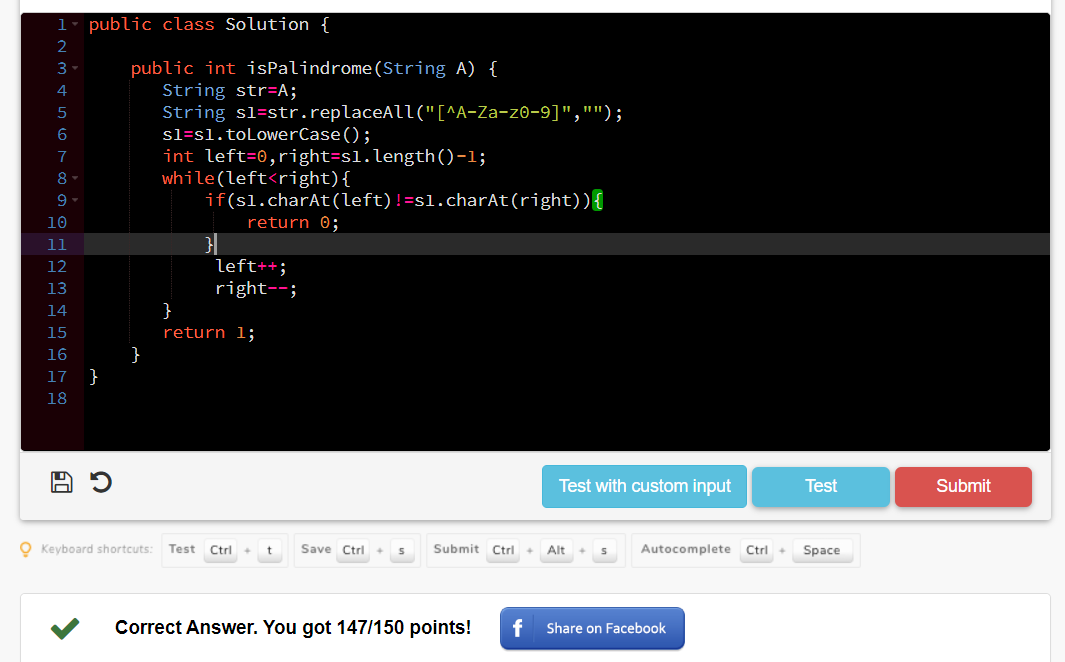 1 public class Solution {
2
3 public int isPalindrome(String A) {
4 String str=A;
5 String s1=str.replaceAll("[^A-Za-z0-9]","");
6 s1=s1.toLowerCase();
7 int left=0,right=s1.length()-1;
8 while(left<right){
9 if(s1.charAt(left)!=s1.charAt(right)){
10 return 0;
11 }
12 left++;
13 right--;
14 }
15 return 1;
16 }
17 }
18
Test with custom input Test Submit
Keyboard shortcuts: Test Ctrl + t Save Ctrl + s Submit Ctrl + Alt + s Autocomplete Ctrl + Space
Correct Answer. You got 147/150 points! f Share on Facebook